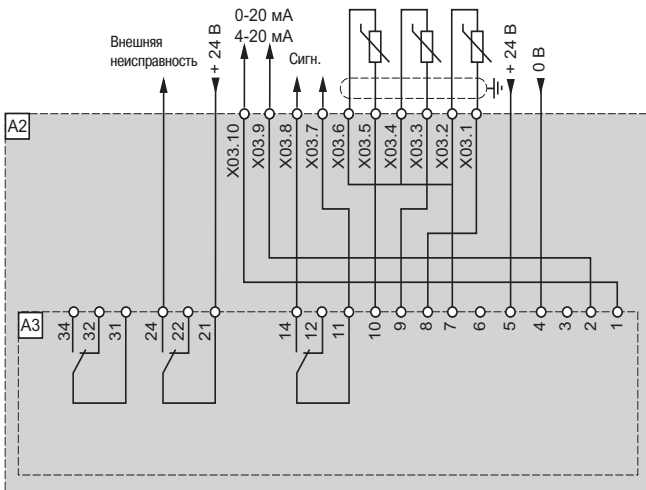 0-20 мА
4-20 мА
Внешняя
неисправность
+ 24 В
Сигн.
+ 24 В
0 В
A2
X03.10
X03.9
X03.8
X03.7
X03.6
X03.5
X03.4
X03.3
X03.2
X03.1
A3
34
32
31
24
22
21
14
12
11
10
9
8
7
6
5
4
3
2
1